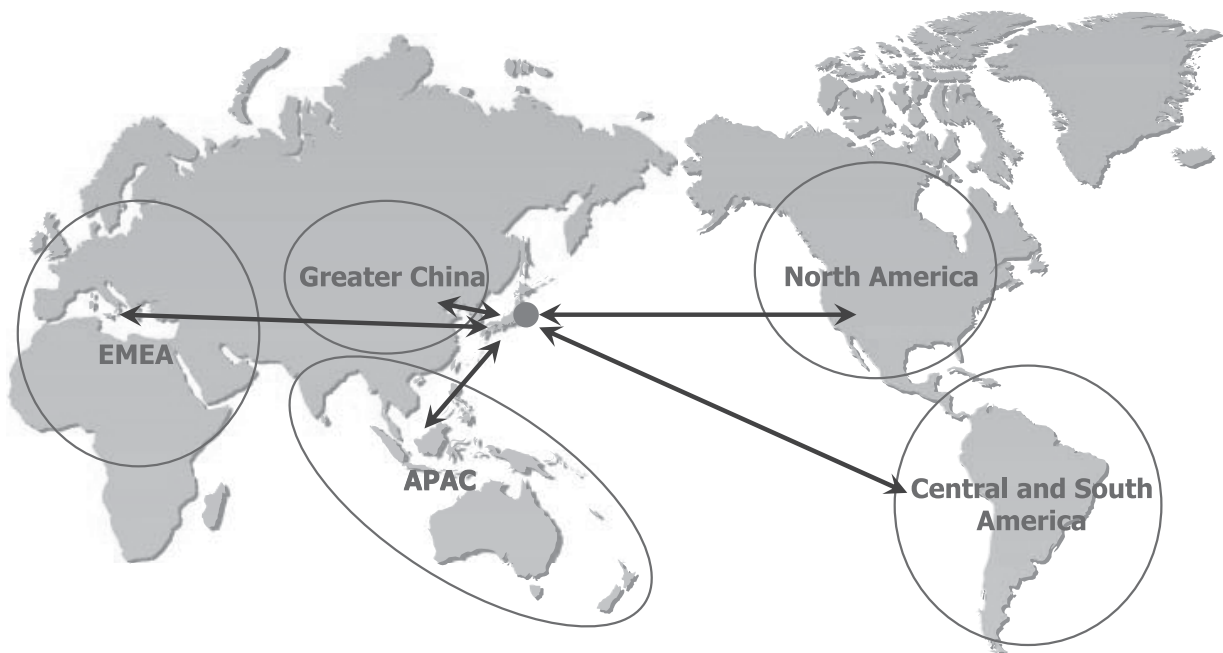 Greater China
North America
EMEA
APAC
Central and South
America